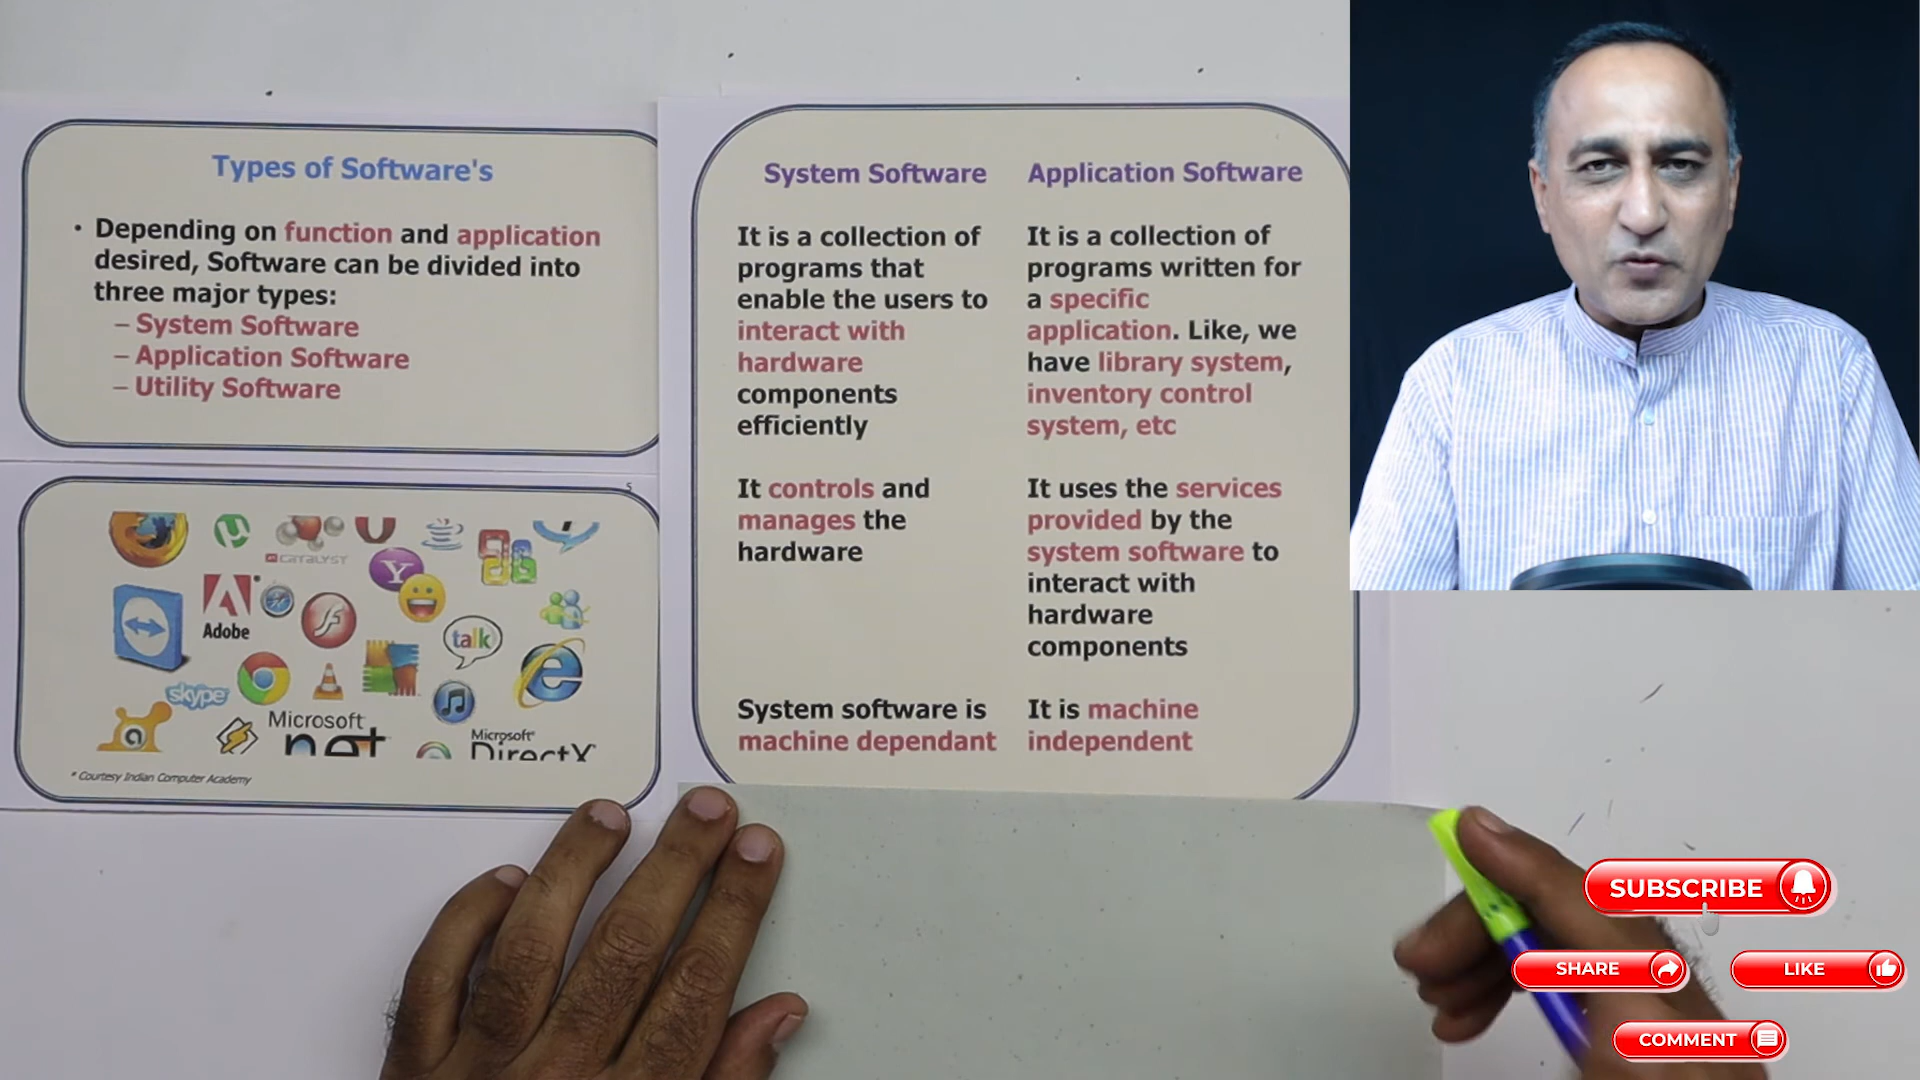 Types of Software's
• Depending on function and application
desired, Software can be divided into
three major types:
– System Software
– Application Software
– Utility Software
5
CATALYST
Y
Adobe
talk
skype
Microsoft
net
Microsoft®
DirectX
* Courtesy Indian Computer Academy
System Software
It is a collection of
programs that
enable the users to
interact with
hardware
components
efficiently
It controls and
manages the
hardware
System software is
machine dependant
Application Software
It is a collection of
programs written for
a specific
application. Like, we
have library system,
inventory control
system, etc
It uses the services
provided by the
system software to
interact with
hardware
components
It is machine
independent
SUBSCRIBE
SHARE
LIKE
COMMENT